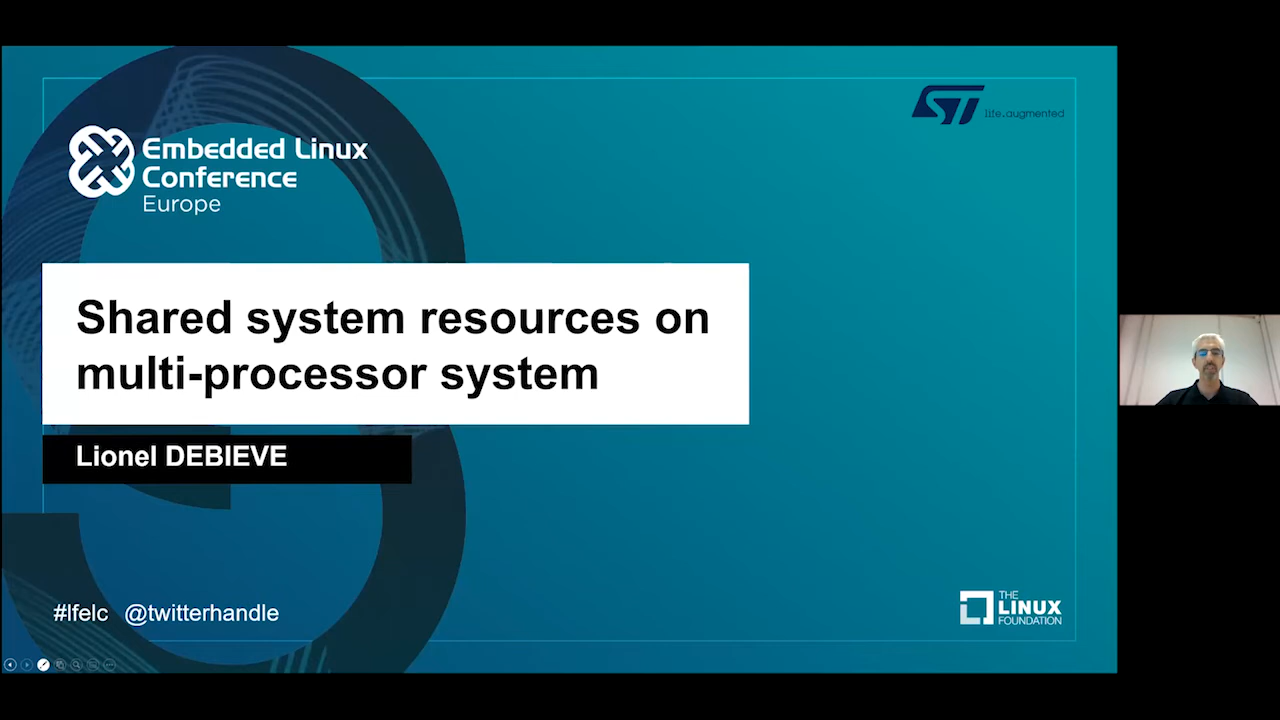 ST life.augmented
Embedded Linux
Conference
Europe
Shared system resources on
multi-processor system
Lionel DEBIEVE
#lfelc @twitterhandle
THE
LINUX
FOUNDATION